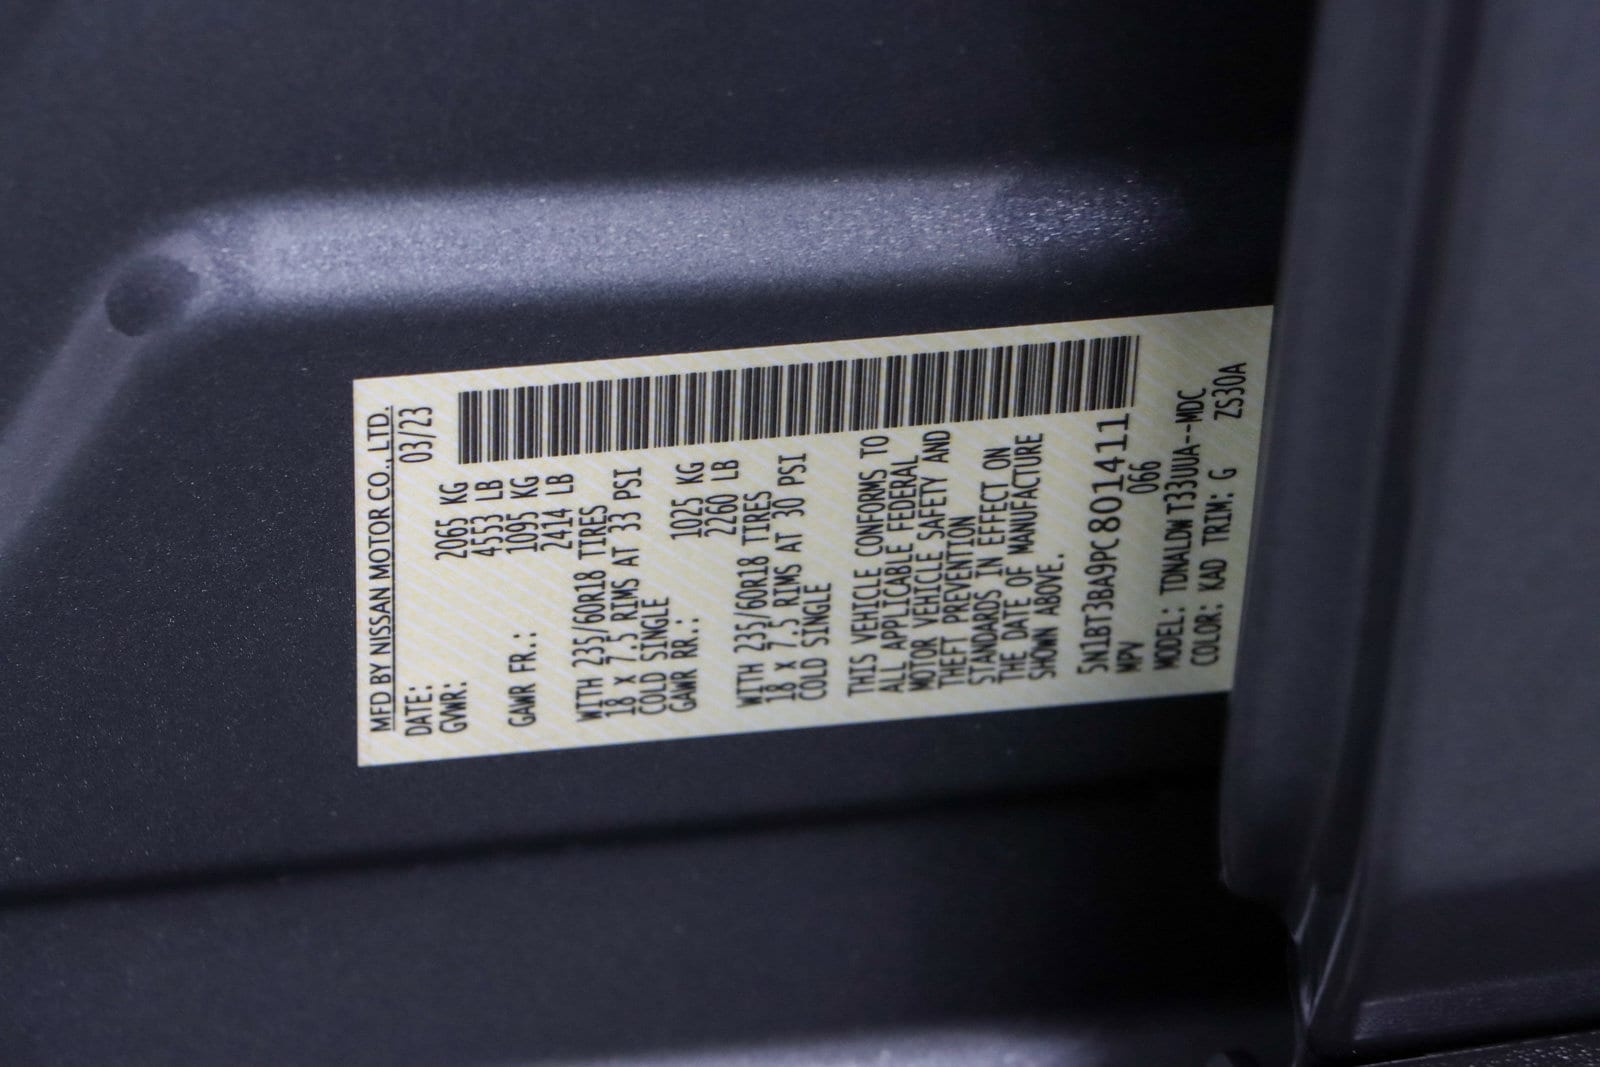 MFD BY NISSAN MOTOR CO., LTD.
DATE: 03/23
GVWR: 2065 KG
4553 LB
GAWR FR.: 1095 KG
2414 LB
WITH 235/60R18 TIRES
18 X 7.5 RIMS AT 33 PSI
COLD SINGLE
GAWR RR.: 1025 KG
2260 LB
WITH 235/60R18 TIRES
18 X 7.5 RIMS AT 30 PSI
COLD SINGLE
THIS VEHICLE CONFORMS TO
ALL APPLICABLE FEDERAL
MOTOR VEHICLE SAFETY AND
THEFT PREVENTION
STANDARDS IN EFFECT ON
THE DATE OF MANUFACTURE
SHOWN ABOVE.
5N1BT3BA9PC801411
MPV 066
MODEL: TDNALDW T33UUA--MDC
COLOR: KAD TRIM: G ZS30A